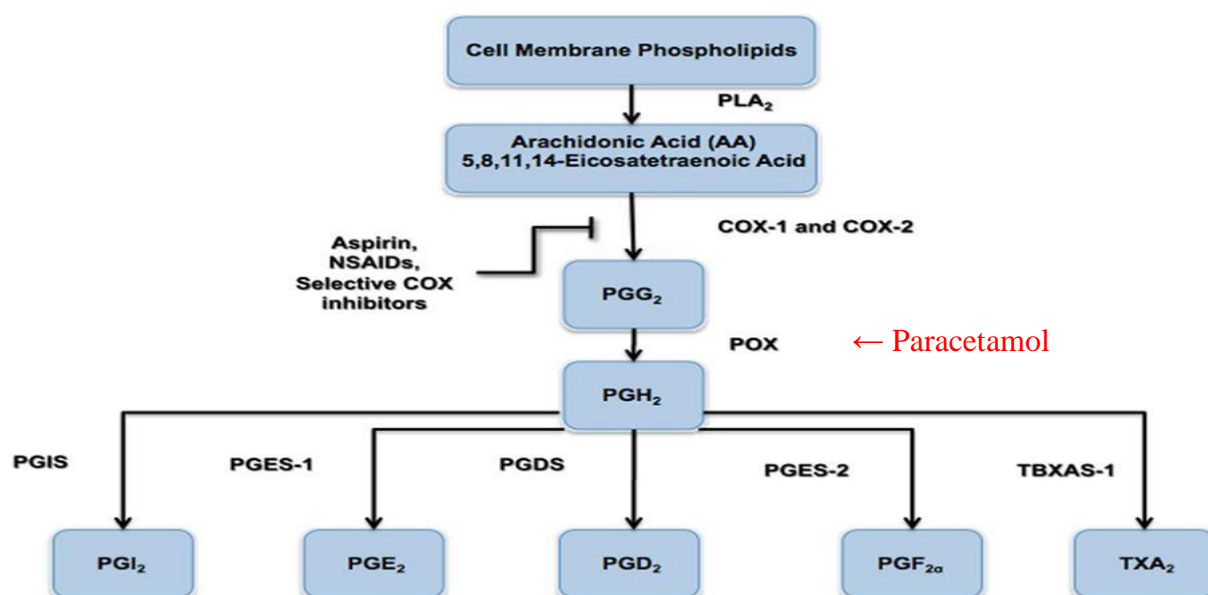 Cell Membrane Phospholipids
PLA₂
Arachidonic Acid (AA)
5,8,11,14-Eicosatetraenoic Acid
COX-1 and COX-2
Aspirin,
NSAIDs,
Selective COX
inhibitors
PGG₂
POX
← Paracetamol
PGH₂
PGIS
PGES-1
PGDS
PGES-2
TBXAS-1
PGI₂
PGE₂
PGD₂
PGF₂α
TXA₂